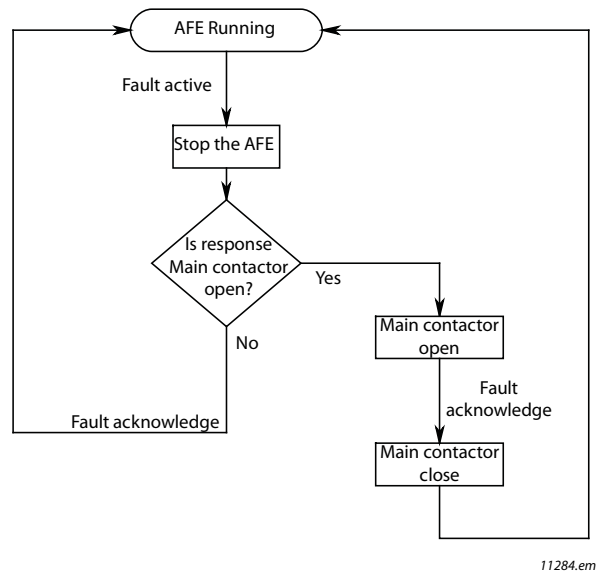 AFE Running
Fault active
Stop the AFE
Is response
Main contactor
open?
Yes
No
Main contactor
open
Fault
acknowledge
Fault acknowledge
Main contactor
close
11284.em